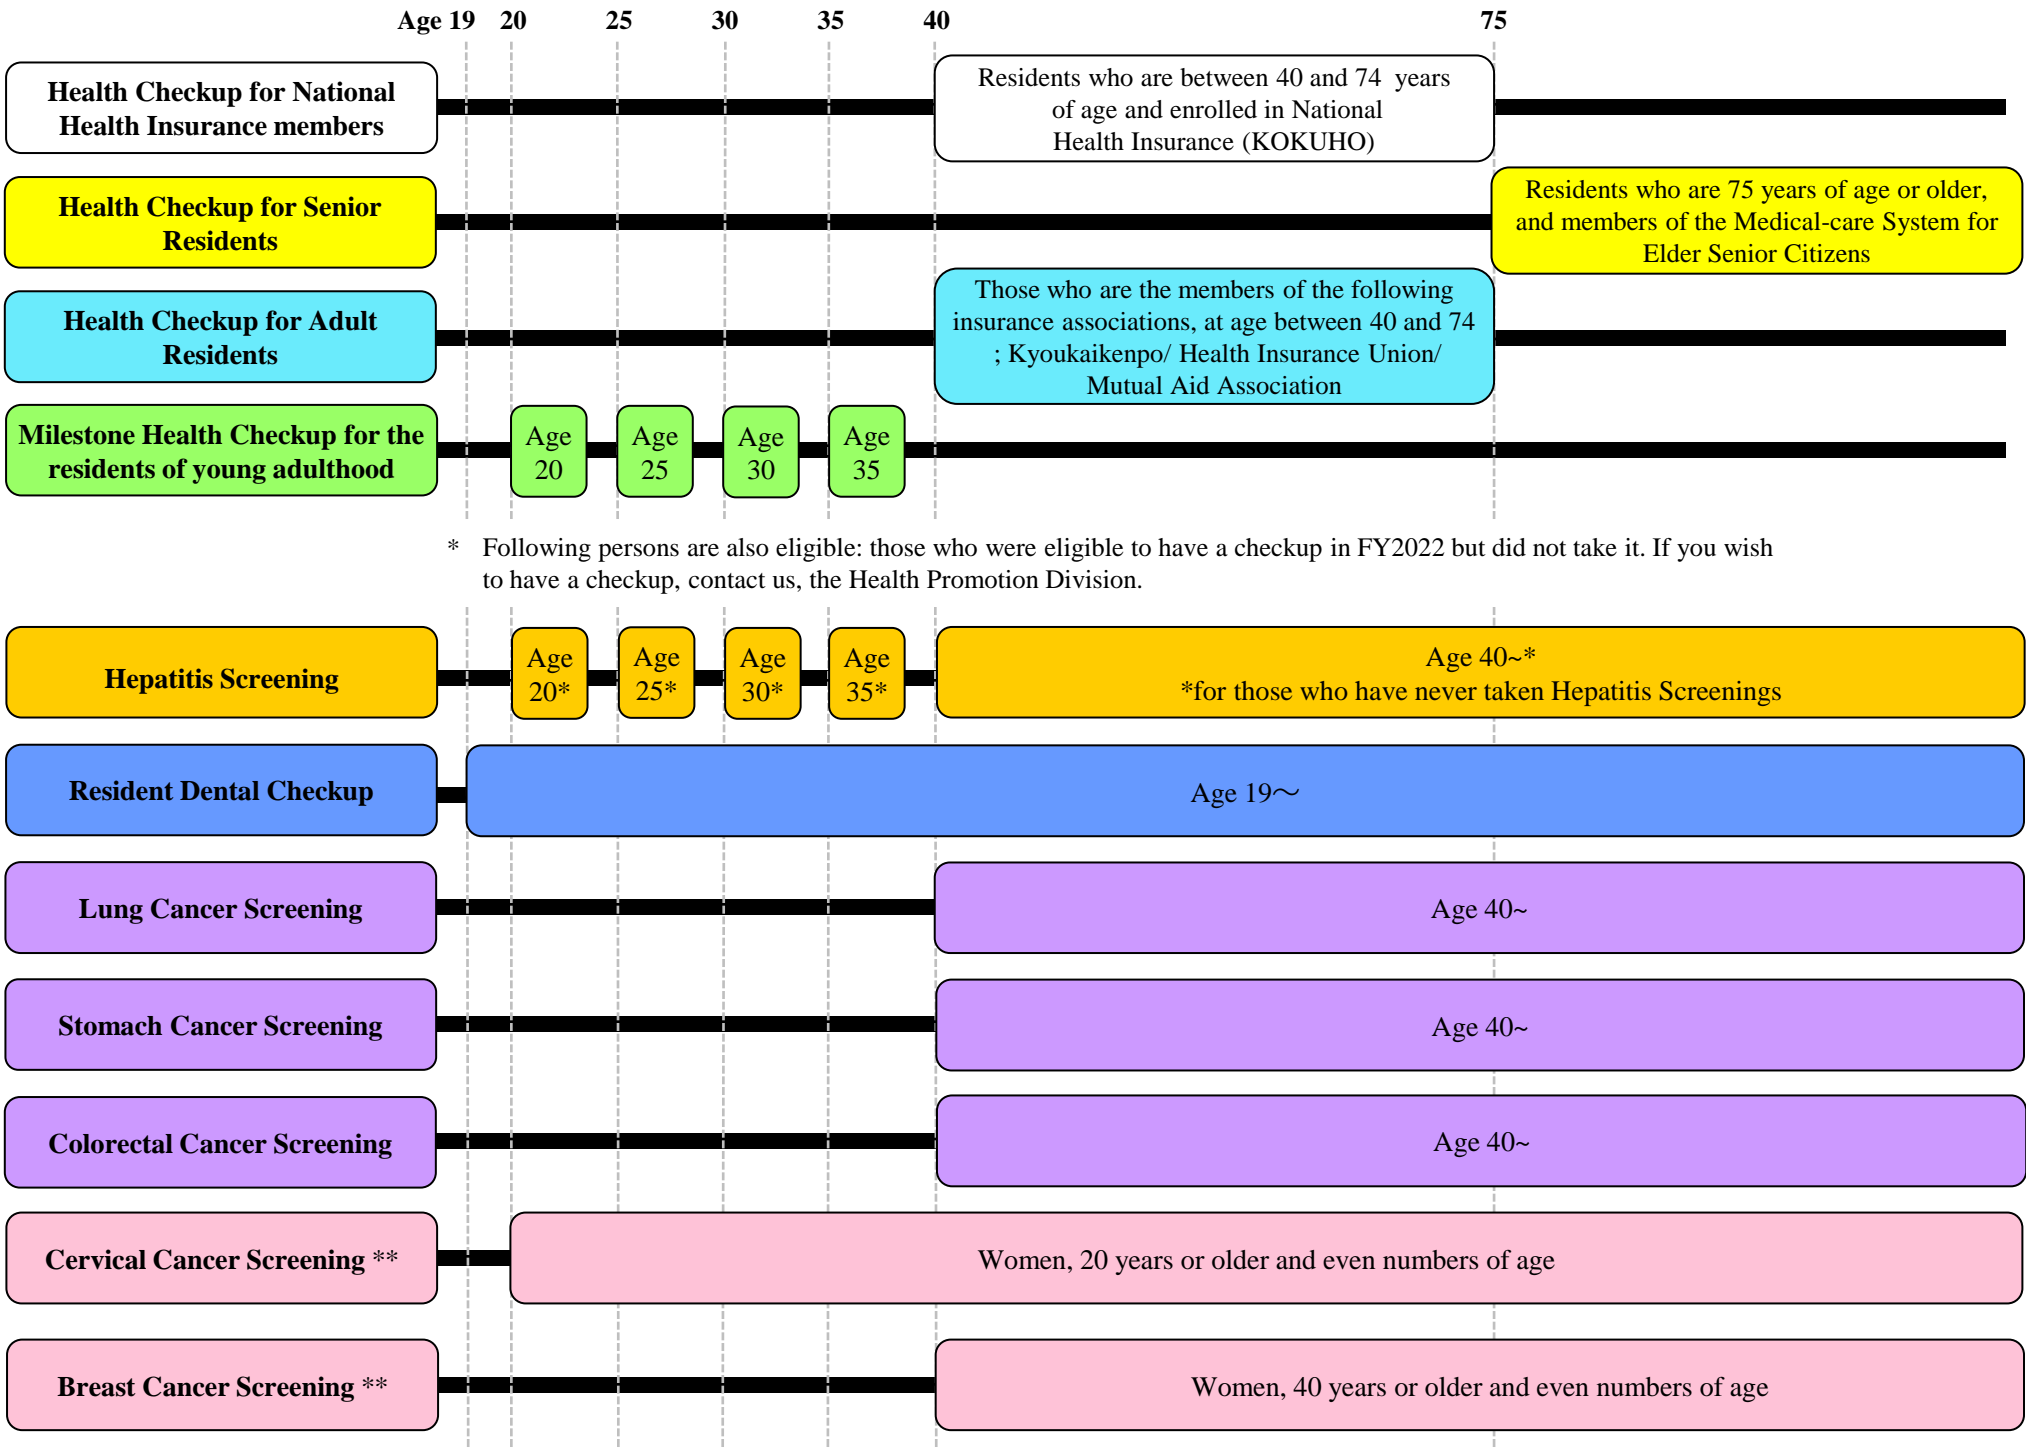 Age 19 20 25 30 35 40 75
Health Checkup for National
Health Insurance members
Residents who are between 40 and 74 years
of age and enrolled in National
Health Insurance (KOKUHO)
Health Checkup for Senior
Residents
Residents who are 75 years of age or older,
and members of the Medical-care System for
Elder Senior Citizens
Health Checkup for Adult
Residents
Those who are the members of the following
insurance associations, at age between 40 and 74
; Kyoukaikenpo/ Health Insurance Union/
Mutual Aid Association
Milestone Health Checkup for the
residents of young adulthood
Age
20
Age
25
Age
30
Age
35
* Following persons are also eligible: those who were eligible to have a checkup in FY2022 but did not take it. If you wish
to have a checkup, contact us, the Health Promotion Division.
Hepatitis Screening
Age
20*
Age
25*
Age
30*
Age
35*
Age 40~*
*for those who have never taken Hepatitis Screenings
Resident Dental Checkup
Age 19～
Lung Cancer Screening
Age 40~
Stomach Cancer Screening
Age 40~
Colorectal Cancer Screening
Age 40~
Cervical Cancer Screening **
Women, 20 years or older and even numbers of age
Breast Cancer Screening **
Women, 40 years or older and even numbers of age